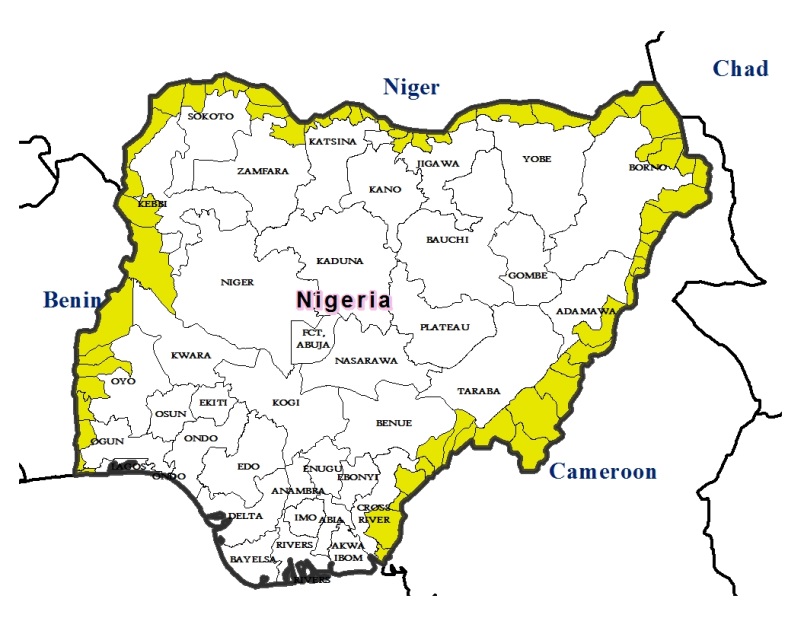 Chad
Niger
SOKOTO
KATSINA
YOBE
JIGAWA
BORNO
ZAMFARA
KANO
KEBBI
BAUCHI
KADUNA
GOMBE
NIGER
Benin
Nigeria
ADAMAWA
PLATEAU
FCT,
ABUJA
KWARA
NASARAWA
OYO
TARABA
EKITI
KOGI
OSUN
BENUE
OGUN
ONDO
LAGOS
EDO
ENUGU
Cameroon
ONDO
EBONYI
ANAMBRA
CROSS
RIVER
DELTA
IMO
ABIA
RIVERS
AKWA
IBOM
BAYELSA
RIVERS